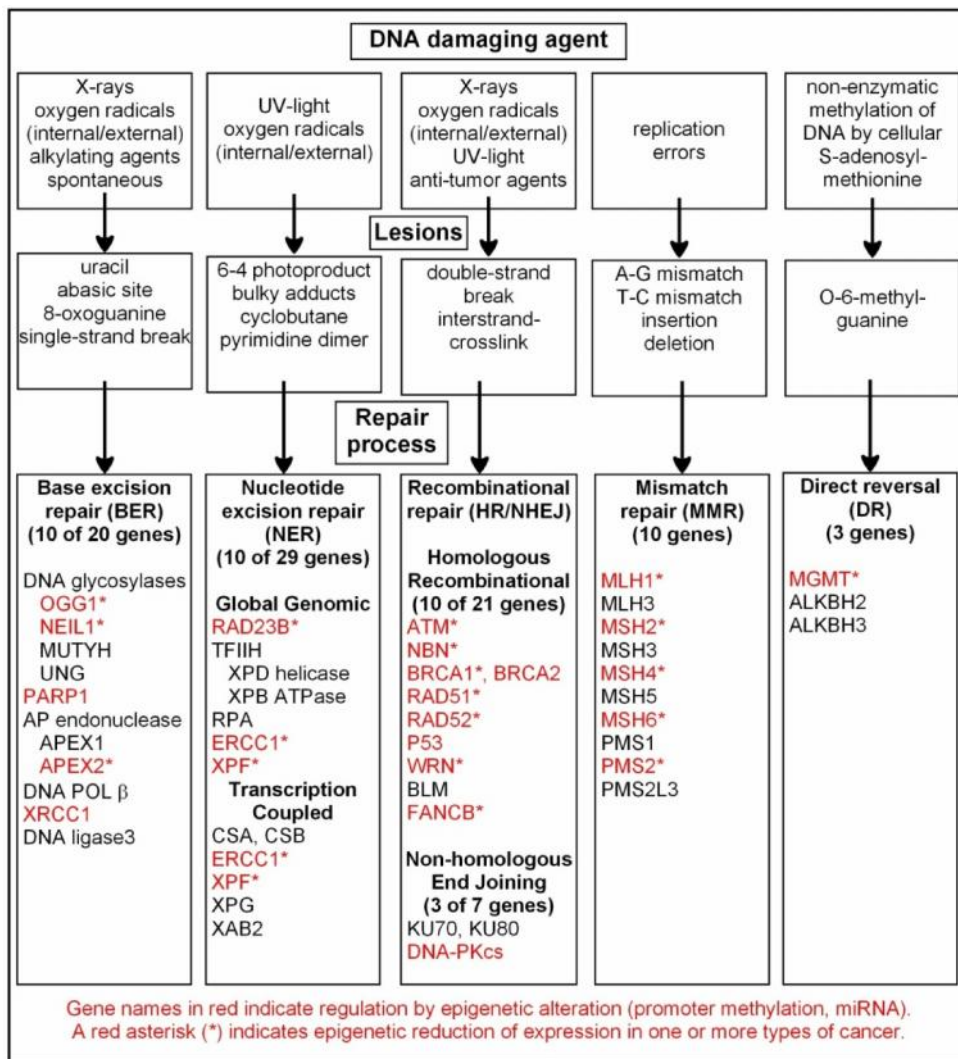 DNA damaging agent
X-rays
oxygen radicals
(internal/external)
alkylating agents
spontaneous
UV-light
oxygen radicals
(internal/external)
X-rays
oxygen radicals
(internal/external)
UV-light
anti-tumor agents
replication
errors
non-enzymatic
methylation of
DNA by cellular
S-adenosyl-
methionine
Lesions
uracil
abasic site
8-oxoguanine
single-strand break
6-4 photoproduct
bulky adducts
cyclobutane
pyrimidine dimer
double-strand
break
interstrand-
crosslink
A-G mismatch
T-C mismatch
insertion
deletion
O-6-methyl-
guanine
Repair
process
Base excision
repair (BER)
(10 of 20 genes)
DNA glycosylases
OGG1*
NEIL1*
MUTYH
UNG
PARP1
AP endonuclease
APEX1
APEX2*
DNA POL β
XRCC1
DNA ligase3
Nucleotide
excision repair
(NER)
(10 of 29 genes)
Global Genomic
RAD23B*
TFIIH
XPD helicase
XPB ATPase
RPA
ERCC1*
XPF*
Transcription
Coupled
CSA, CSB
ERCC1*
XPF*
XPG
XAB2
Recombinational
repair (HR/NHEJ)
Homologous
Recombinational
(10 of 21 genes)
ATM*
NBN*
BRCA1*, BRCA2
RAD51*
RAD52*
P53
WRN*
BLM
FANCB*
Non-homologous
End Joining
(3 of 7 genes)
KU70, KU80
DNA-PKcs
Mismatch
repair (MMR)
(10 genes)
MLH1*
MLH3
MSH2*
MSH3
MSH4*
MSH5
MSH6*
PMS1
PMS2*
PMS2L3
Direct reversal
(DR)
(3 genes)
MGMT*
ALKBH2
ALKBH3
Gene names in red indicate regulation by epigenetic alteration (promoter methylation, miRNA).
A red asterisk (*) indicates epigenetic reduction of expression in one or more types of cancer.